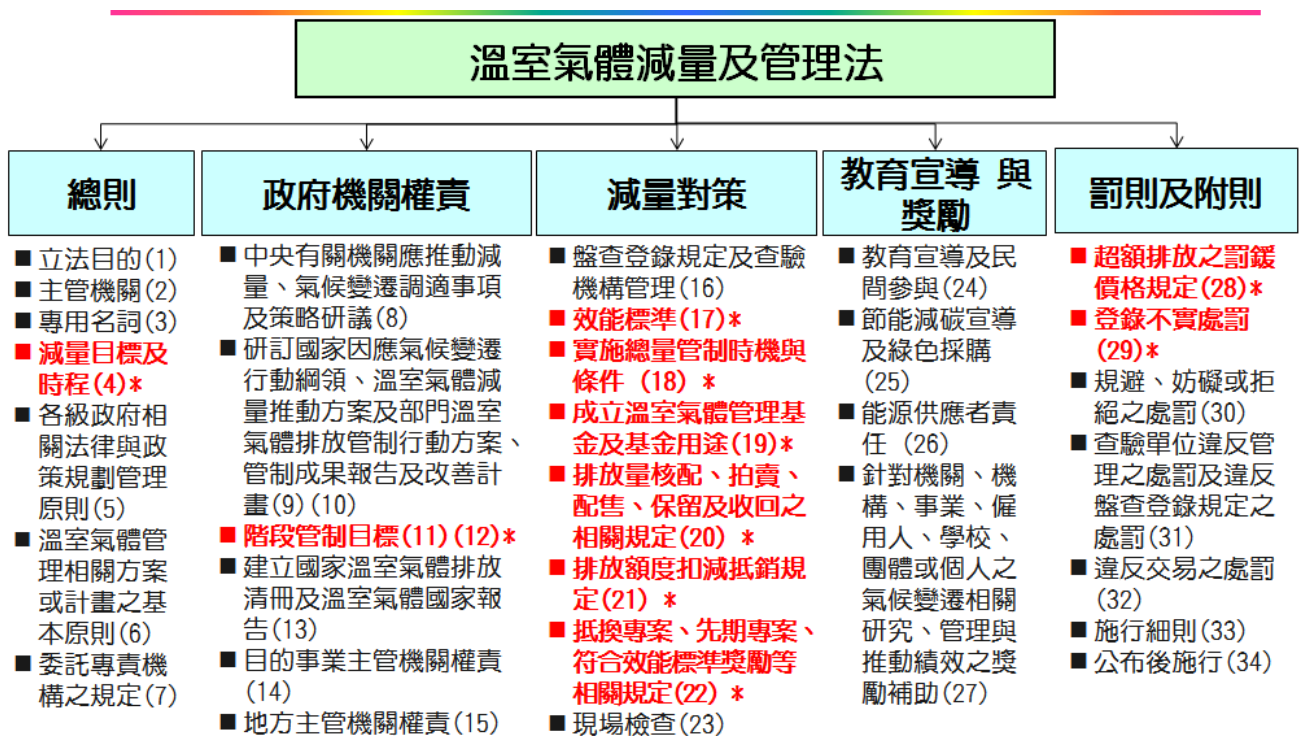 溫室氣體減量及管理法
總則
■ 立法目的(1)
■ 主管機關(2)
■ 專用名詞(3)
■ 減量目標及
時程(4)*
■ 各級政府相
關法律與政
策規劃管理
原則(5)
■ 溫室氣體管
理相關方案
或計畫之基
本原則(6)
■ 委託專責機
構之規定(7)
政府機關權責
■ 中央有關機關應推動減
量、氣候變遷調適事項
及策略研議(8)
■ 研訂國家因應氣候變遷
行動綱領、溫室氣體減
量推動方案及部門溫室
氣體排放管制行動方案、
管制成果報告及改善計
畫(9)(10)
■ 階段管制目標(11)(12)*
■ 建立國家溫室氣體排放
清冊及溫室氣體國家報
告(13)
■ 目的事業主管機關權責
(14)
■ 地方主管機關權責(15)
減量對策
■ 盤查登錄規定及查驗
機構管理(16)
■ 效能標準(17)*
■ 實施總量管制時機與
條件 (18) *
■ 成立溫室氣體管理基
金及基金用途(19)*
■ 排放量核配、拍賣、
配售、保留及收回之
相關規定(20) *
■ 排放額度扣減抵銷規
定(21) *
■ 抵換專案、先期專案、
符合效能標準獎勵等
相關規定(22) *
■ 現場檢查(23)
教育宣導 與
獎勵
■ 教育宣導及民
間參與(24)
■ 節能減碳宣導
及綠色採購
(25)
■ 能源供應者責
任 (26)
■ 針對機關、機
構、事業、僱
用人、學校、
團體或個人之
氣候變遷相關
研究、管理與
推動績效之獎
勵補助(27)
罰則及附則
■ 超額排放之罰鍰
價格規定(28)*
■ 登錄不實處罰
(29)*
■ 規避、妨礙或拒
絕之處罰(30)
■ 查驗單位違反管
理之處罰及違反
盤查登錄規定之
處罰(31)
■ 違反交易之處罰
(32)
■ 施行細則(33)
■ 公布後施行(34)